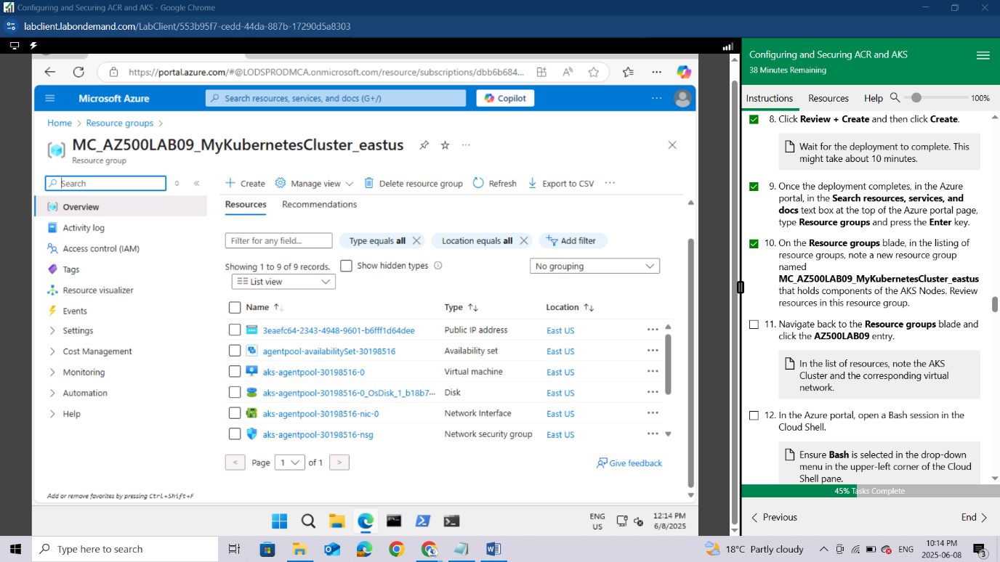 Configuring and Securing ACR and AKS - Google Chrome
labclient.labondemand.com/LabClient/553b95f7-cedd-44da-887b-17290d5a8303
https://portal.azure.com/#@LODSPRODMCA.onmicrosoft.com/resource/subscriptions/dbb6b684...
Microsoft Azure
Search resources, services, and docs (G+/)
Copilot
Home > Resource groups >
MC_AZ500LAB09_MyKubernetesCluster_eastus
Resource group
Search
Overview
Activity log
Access control (IAM)
Tags
Resource visualizer
Events
Settings
Cost Management
Monitoring
Automation
Help
Add or remove favorites by pressing Ctrl+Shift+F
Create Manage view Delete resource group Refresh Export to CSV
Resources Recommendations
Filter for any field... Type equals all Location equals all Add filter
Showing 1 to 9 of 9 records. Show hidden types No grouping
List view
Name Type Location
3eaefc64-2343-4948-9601-b6fff1d64dee Public IP address East US
agentpool-availabilitySet-30198516 Availability set East US
aks-agentpool-30198516-0 Virtual machine East US
aks-agentpool-30198516-0_OsDisk_1_b18b7... Disk East US
aks-agentpool-30198516-nic-0 Network Interface East US
aks-agentpool-30198516-nsg Network security group East US
< Page 1 of 1 > Give feedback
ENG
US
12:14 PM
6/8/2025
Configuring and Securing ACR and AKS
38 Minutes Remaining
Instructions Resources Help 100%
8. Click Review + Create and then click Create.
Wait for the deployment to complete. This
might take about 10 minutes.
9. Once the deployment completes, in the Azure
portal, in the Search resources, services, and
docs text box at the top of the Azure portal page,
type Resource groups and press the Enter key.
10. On the Resource groups blade, in the listing of
resource groups, note a new resource group
named
MC_AZ500LAB09_MyKubernetesCluster_eastus
that holds components of the AKS Nodes. Review
resources in this resource group.
11. Navigate back to the Resource groups blade and
click the AZ500LAB09 entry.
In the list of resources, note the AKS
Cluster and the corresponding virtual
network.
12. In the Azure portal, open a Bash session in the
Cloud Shell.
Ensure Bash is selected in the drop-down
menu in the upper-left corner of the Cloud
Shell pane.
45% Tasks Complete
Previous End
Type here to search
18°C Partly cloudy
ENG
10:14 PM
2025-06-08
3